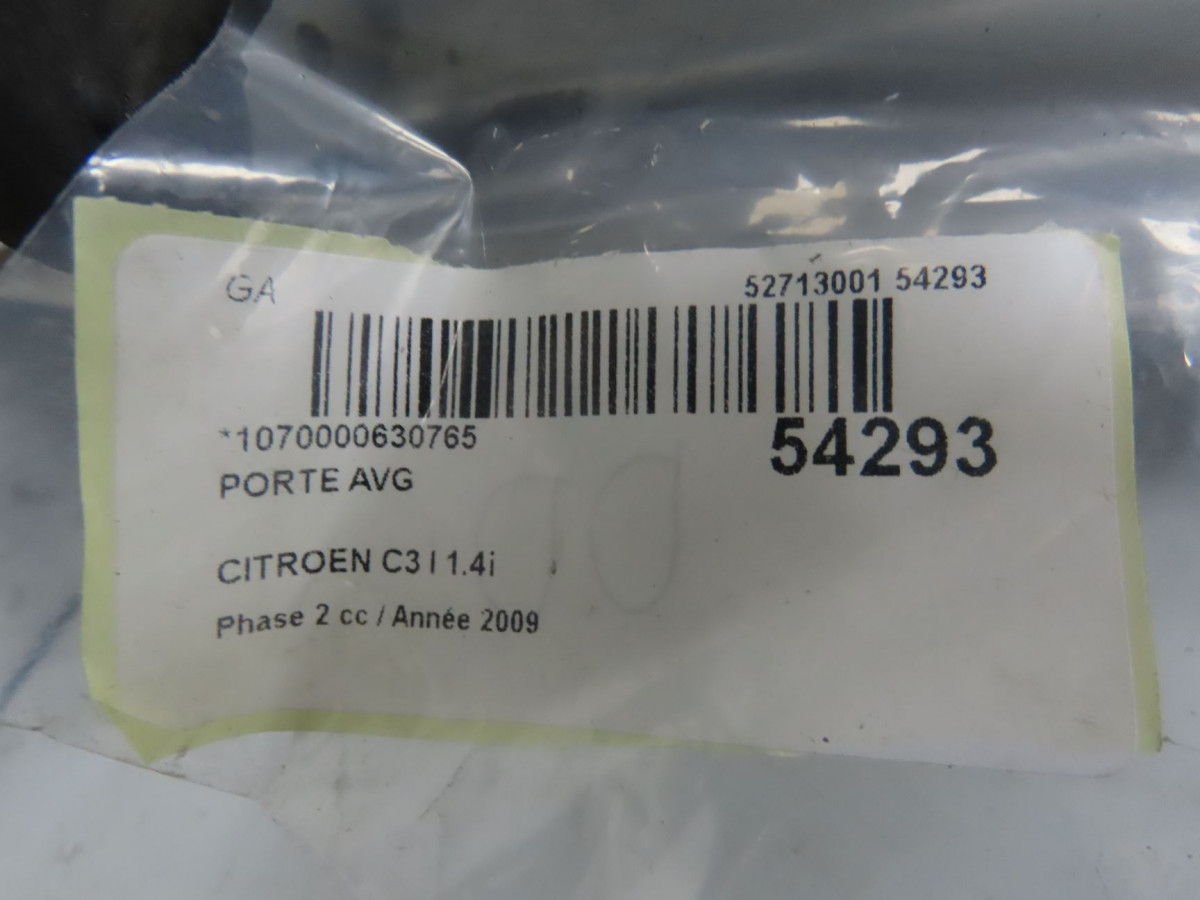 GA 52713001 54293
*1070000630765
54293
PORTE AVG
CITROEN C3 I 1.4i
Phase 2 cc / Année 2009